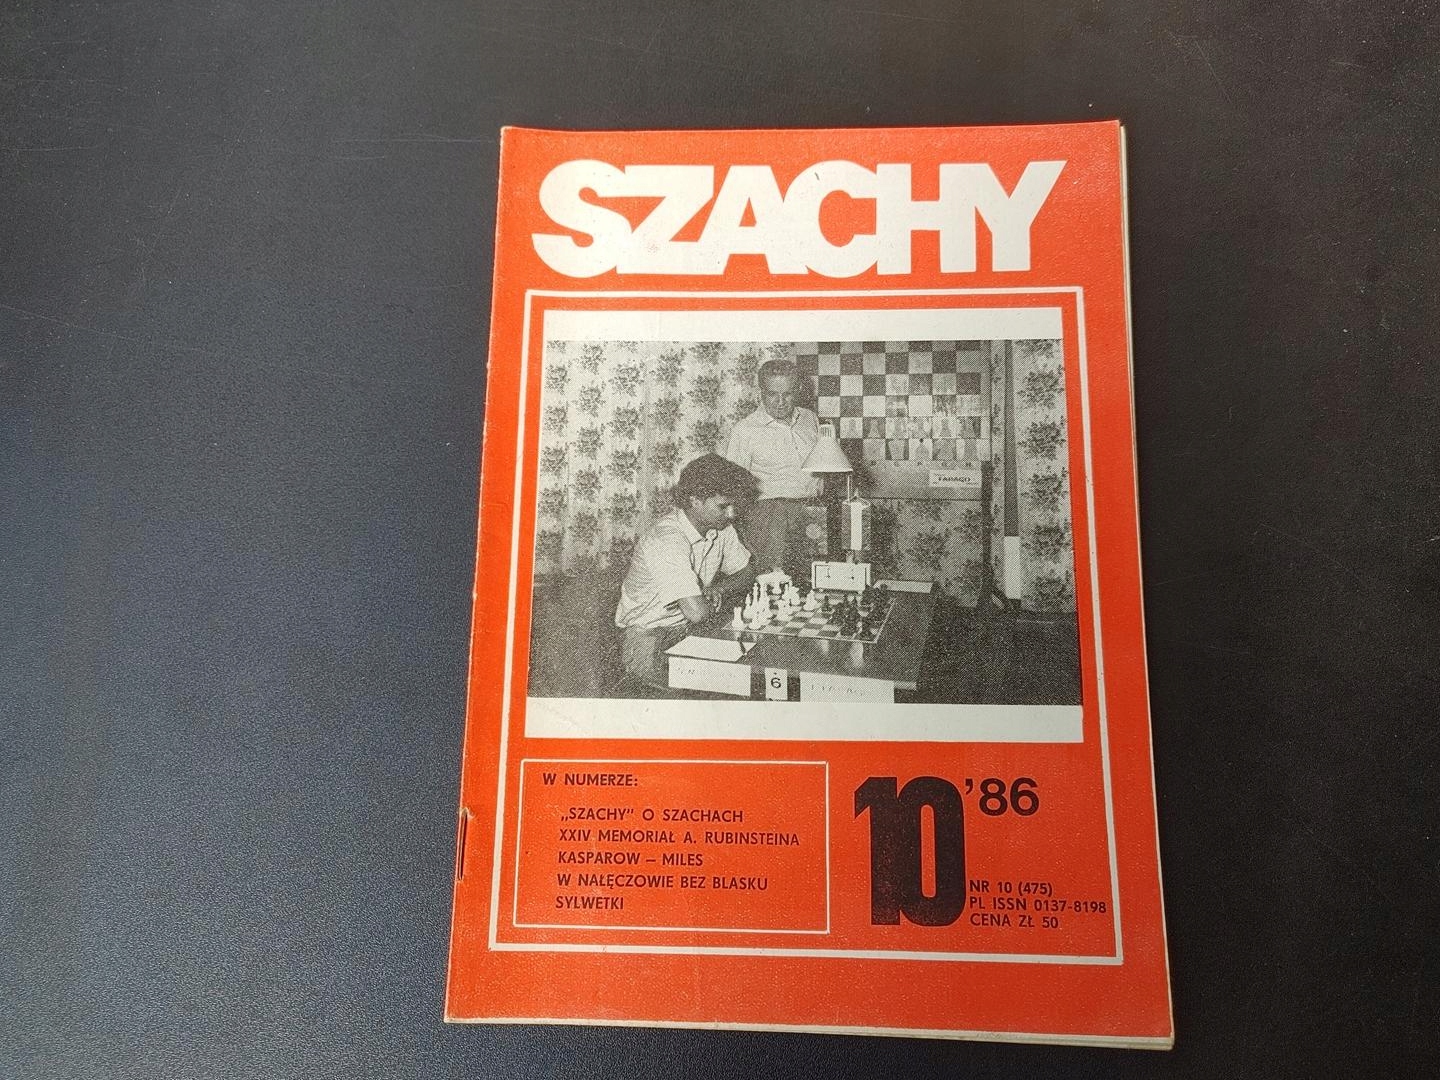 SZACHY
FARAGO
6
W NUMERZE:
„SZACHY" O SZACHACH
XXIV MEMORIAŁ A. RUBINSTEINA
KASPAROW – MILES
W NAŁĘCZOWIE BEZ BLASKU
SYLWETKI
10'86
NR 10 (475)
PL ISSN 0137-8198
CENA ZŁ 50